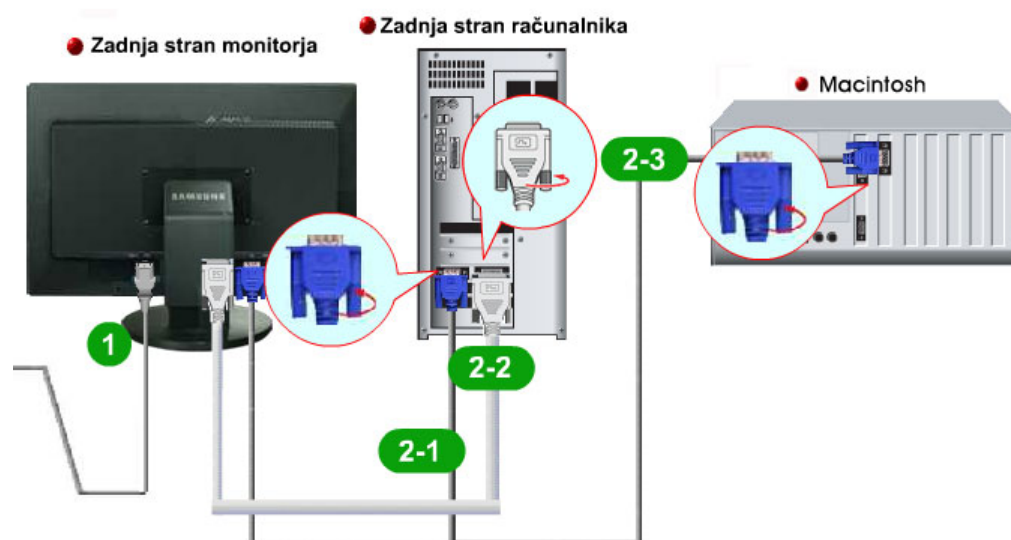 Zadnja stran monitorja
Zadnja stran računalnika
Macintosh
SAMSUNG
1
2-1
2-2
2-3